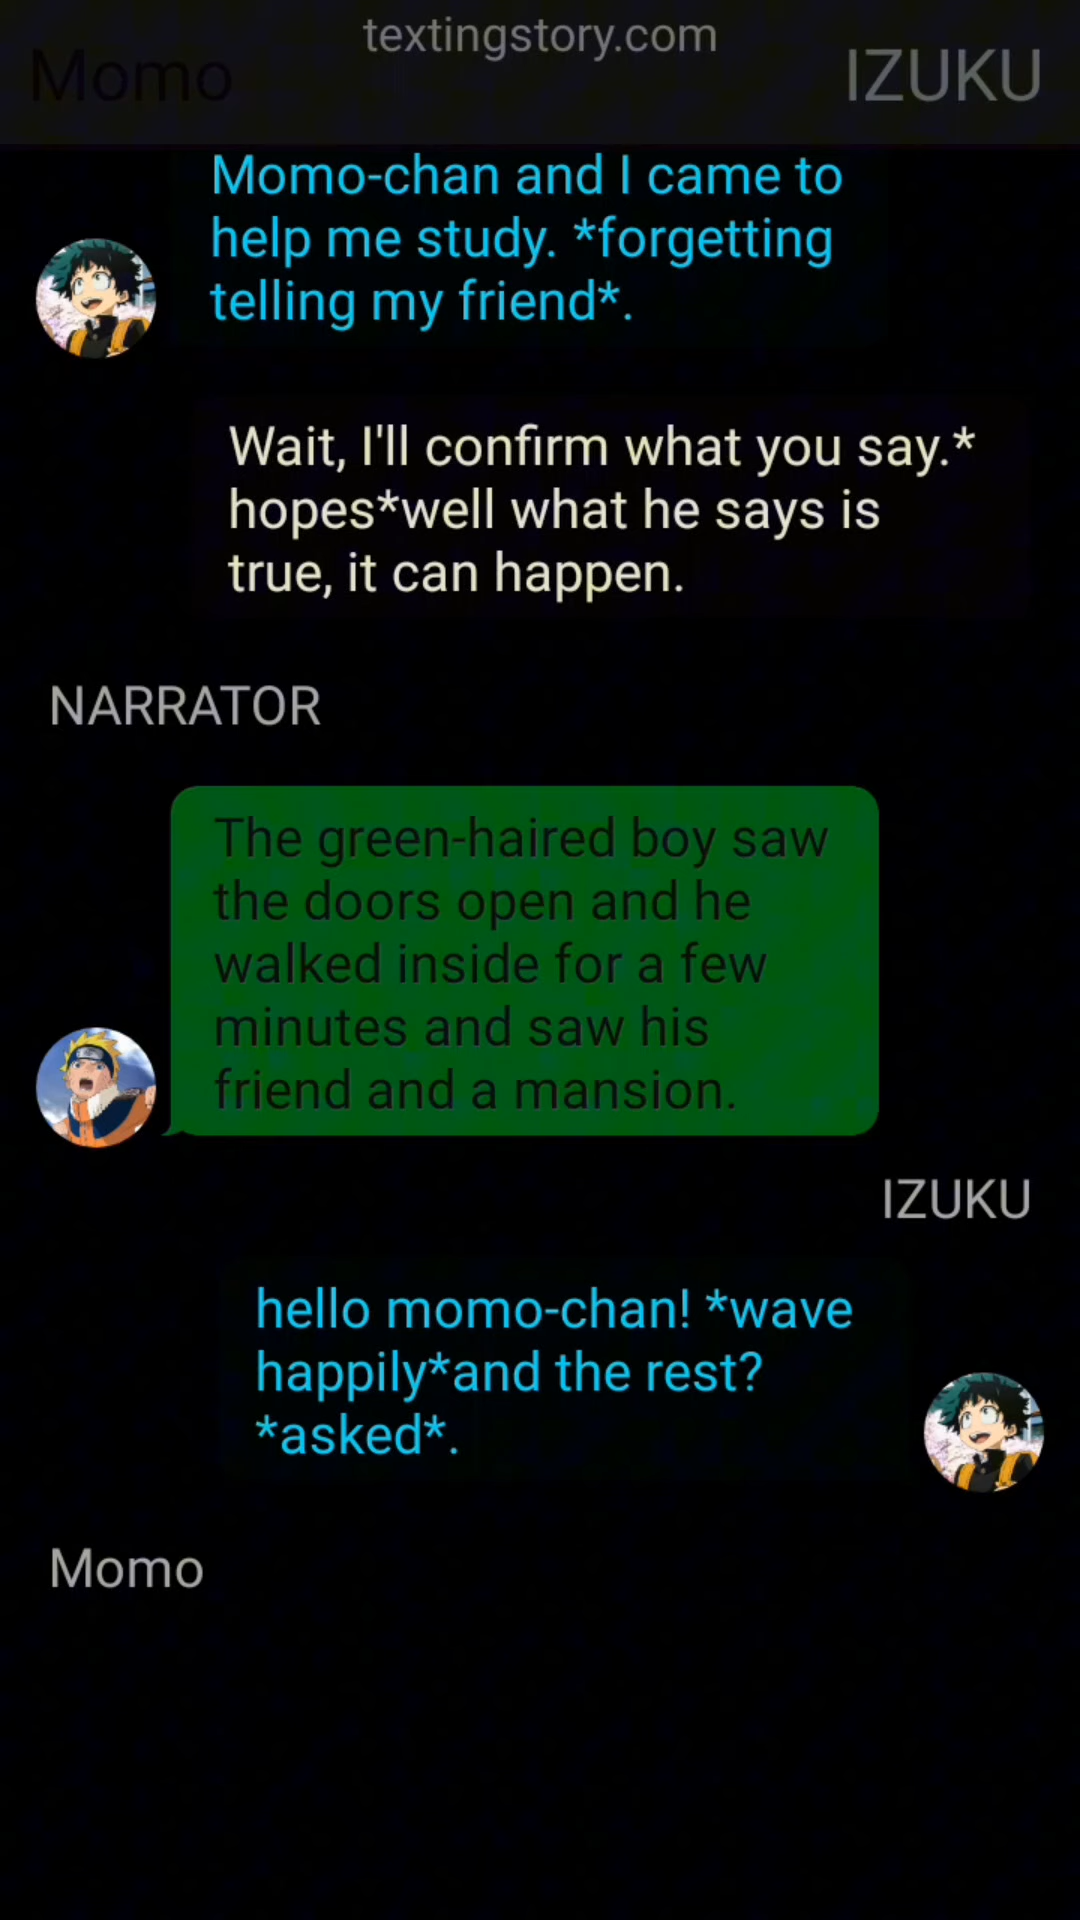 textingstory.com
Momo
IZUKU
Momo-chan and I came to
help me study. *forgetting
telling my friend*.
Wait, I'll confirm what you say.*
hopes*well what he says is
true, it can happen.
NARRATOR
The green-haired boy saw
the doors open and he
walked inside for a few
minutes and saw his
friend and a mansion.
IZUKU
hello momo-chan! *wave
happily*and the rest?
*asked*.
Momo